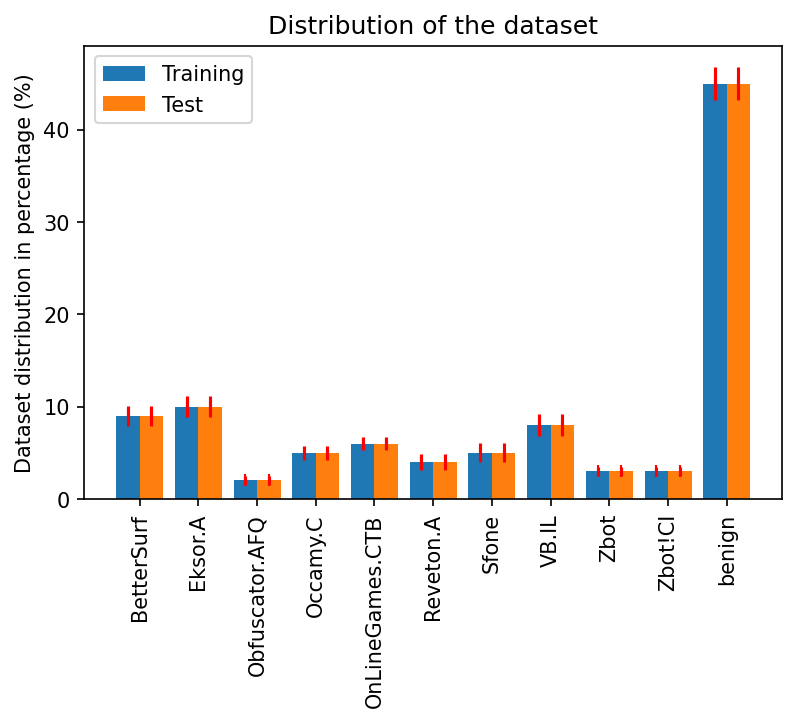 Distribution of the dataset
Training
Test
Dataset distribution in percentage (%)
40
30
20
10
0
BetterSurf
Eksor.A
Obfuscator.AFQ
Occamy.C
OnLineGames.CTB
Reveton.A
Sfone
VB.IL
Zbot
Zbot!CI
benign